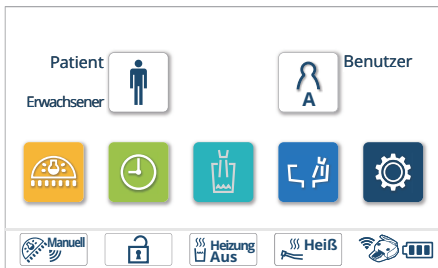 Patient
Benutzer
Erwachsener
A
Manuell
Heizung
Aus
Heiß